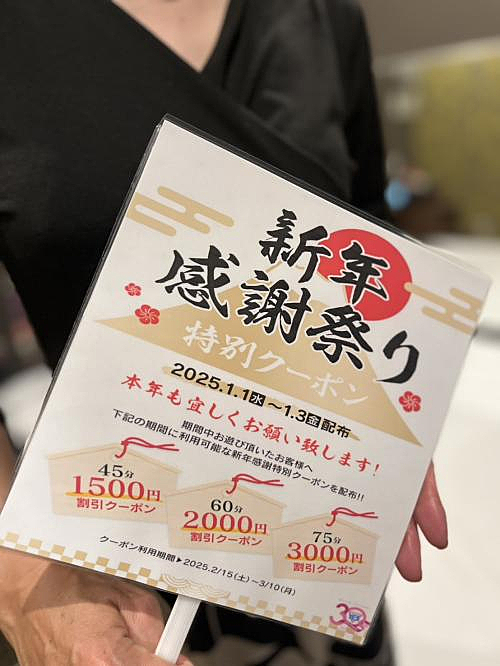 新年
感謝祭り
特別クーポン
2025.1.1水～1.3金配布
本年も宜しくお願い致します!
期間中お遊び頂いたお客様へ
下記の期間に利用可能な新年感謝特別クーポンを配布!!
45分
1500円
割引クーポン
60分
2000円
割引クーポン
75分
3000円
割引クーポン
クーポン利用期間▶2025.2/15(土)～3/10(月)
30